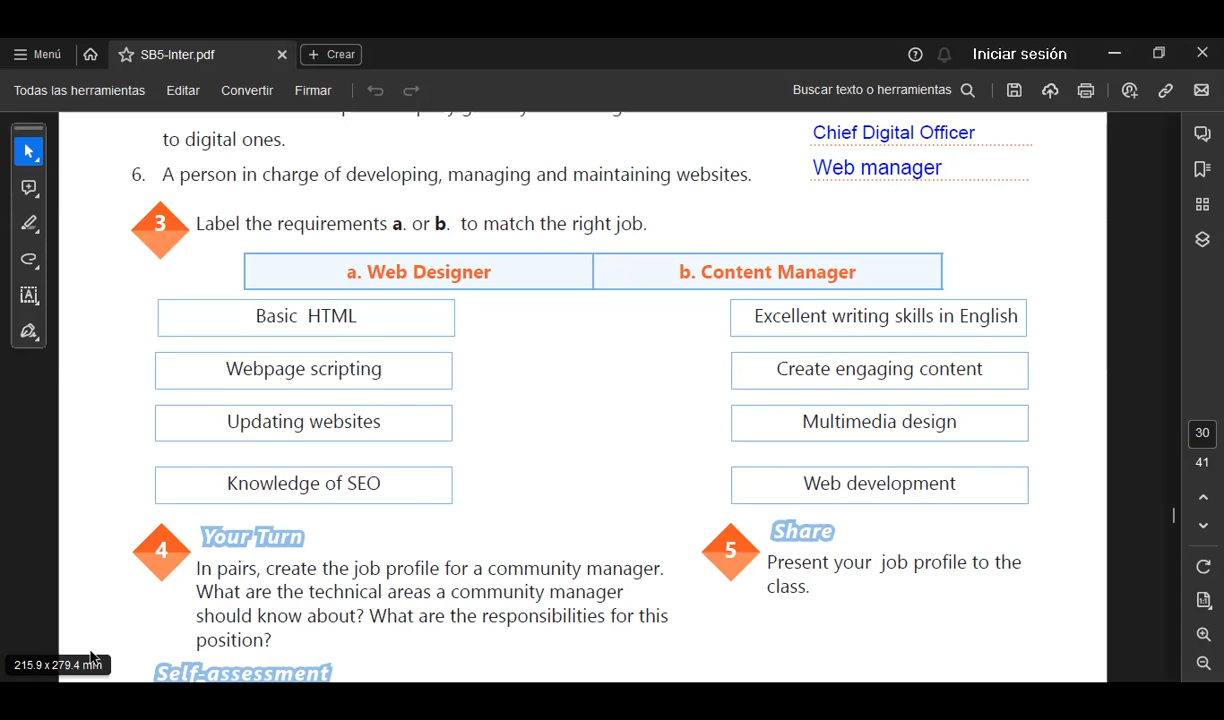 Menú
SB5-Inter.pdf
Crear
Iniciar sesión
Todas las herramientas
Editar
Convertir
Firmar
Buscar texto o herramientas
to digital ones.
Chief Digital Officer
6. A person in charge of developing, managing and maintaining websites.
Web manager
3 Label the requirements a. or b. to match the right job.
a. Web Designer
b. Content Manager
Basic HTML
Excellent writing skills in English
Webpage scripting
Create engaging content
Updating websites
Multimedia design
Knowledge of SEO
Web development
30
41
4 Your Turn
In pairs, create the job profile for a community manager.
What are the technical areas a community manager
should know about? What are the responsibilities for this
position?
5 Share
Present your job profile to the
class.
215.9 x 279.4 mm
Self-assessment